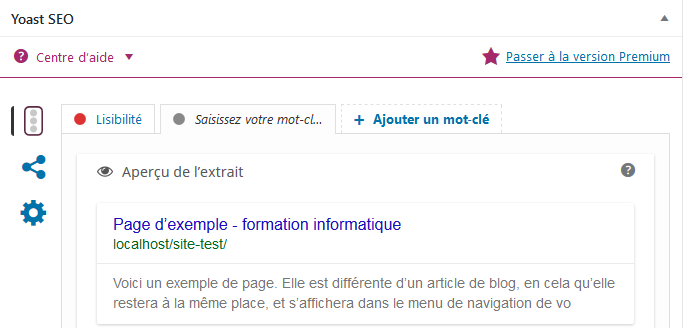 Yoast SEO
Centre d'aide
Passer à la version Premium
Lisibilité
Saisissez votre mot-cl...
+ Ajouter un mot-clé
Aperçu de l'extrait
Page d'exemple - formation informatique
localhost/site-test/
Voici un exemple de page. Elle est différente d'un article de blog, en cela qu'elle
restera à la même place, et s'affichera dans le menu de navigation de vo